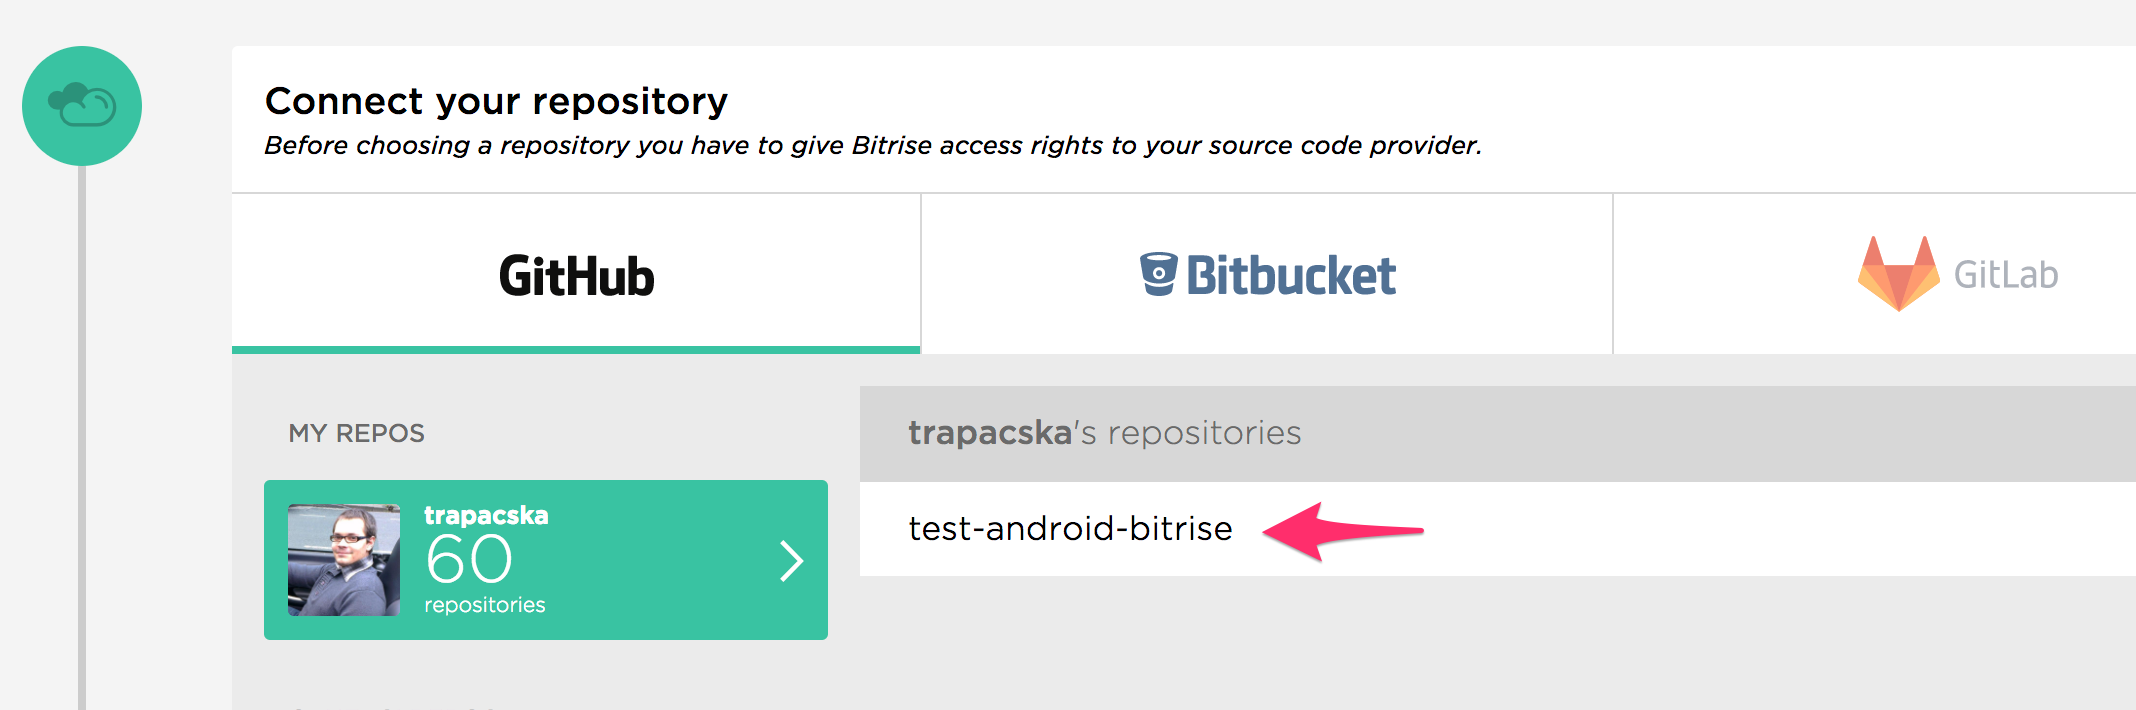 Connect your repository
Before choosing a repository you have to give Bitrise access rights to your source code provider.
GitHub
Bitbucket
GitLab
MY REPOS
trapacska
60
repositories
trapacska's repositories
test-android-bitrise